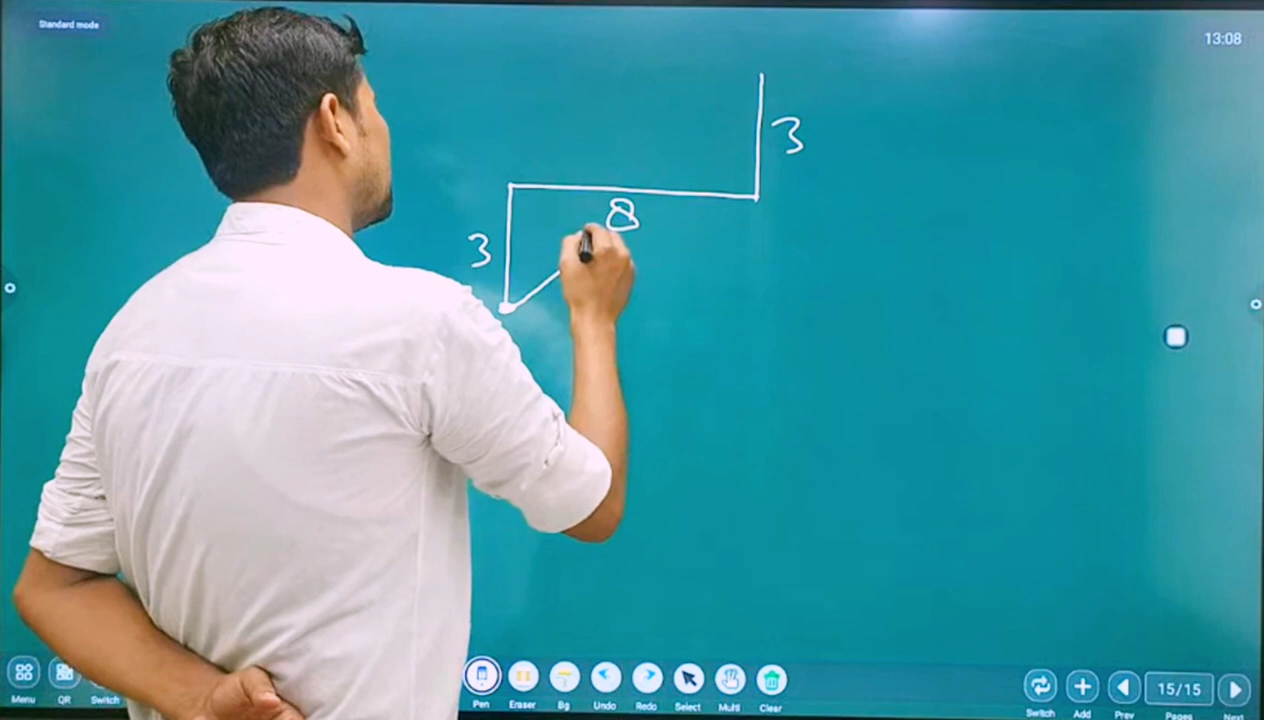 Standard mode
13:08
3
8
3
Menu
QR
Switch
Pen
Eraser
Bg
Undo
Redo
Select
Multi
Clear
Switch
Add
Prev
15/15
Pages
Next